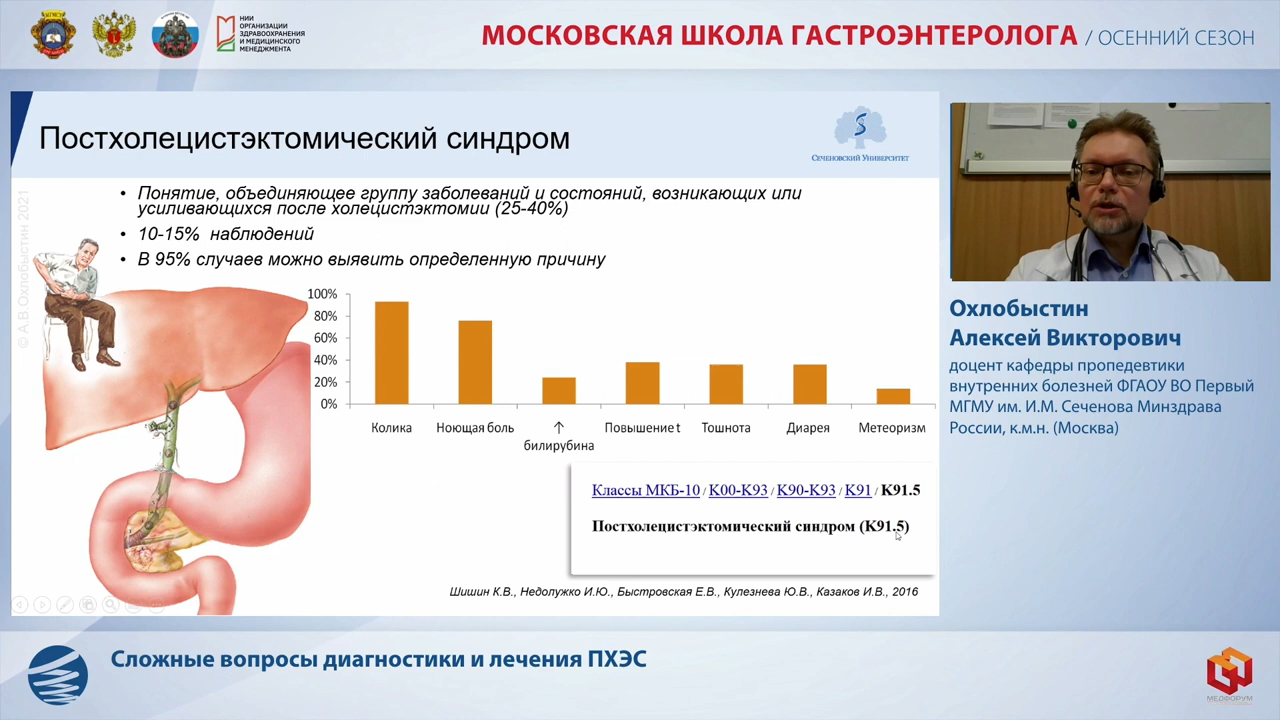 НИИ
ОРГАНИЗАЦИИ
ЗДРАВООХРАНЕНИЯ
И МЕДИЦИНСКОГО
МЕНЕДЖМЕНТА
МОСКОВСКАЯ ШКОЛА ГАСТРОЭНТЕРОЛОГА / ОСЕННИЙ СЕЗОН
Постхолецистэктомический синдром
СЕЧЕНОВСКИЙ УНИВЕРСИТЕТ
© А.В.Охлобыстин 2021
• Понятие, объединяющее группу заболеваний и состояний, возникающих или
усиливающихся после холецистэктомии (25-40%)
• 10-15% наблюдений
• В 95% случаев можно выявить определенную причину
100%
80%
60%
40%
20%
0%
Колика
Ноющая боль
↑
билирубина
Повышение t
Тошнота
Диарея
Метеоризм
Классы МКБ-10 / K00-K93 / K90-K93 / K91 / K91.5
Постхолецистэктомический синдром (K91.5)
Шишин К.В., Недолужко И.Ю., Быстровская Е.В., Кулезнева Ю.В., Казаков И.В., 2016
Охлобыстин
Алексей Викторович
доцент кафедры пропедевтики
внутренних болезней ФГАОУ ВО Первый
МГМУ им. И.М. Сеченова Минздрава
России, к.м.н. (Москва)
Сложные вопросы диагностики и лечения ПХЭС
МЕДФОРУМ